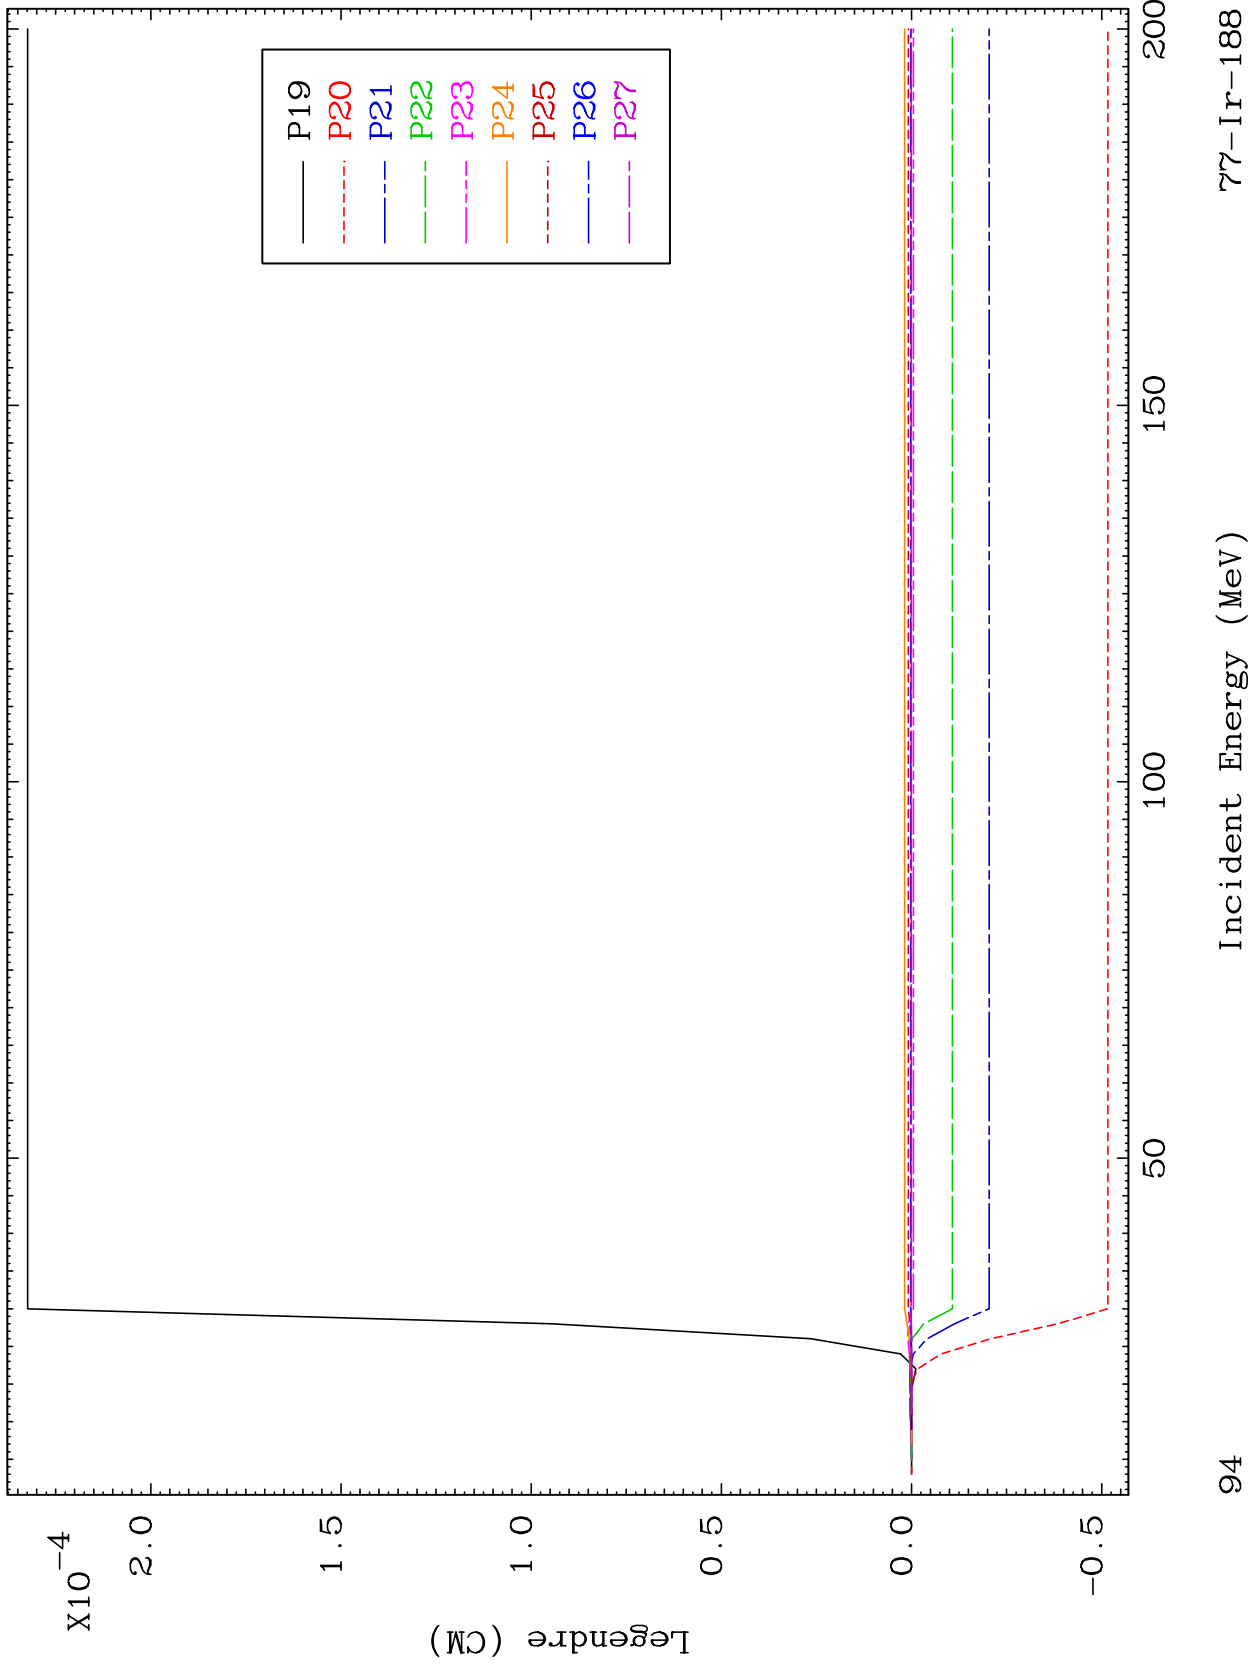 X10⁻⁴
2.0
1.5
1.0
0.5
0.0
-0.5
Legendre (CM)
P19
P20
P21
P22
P23
P24
P25
P26
P27
50
100
150
200
Incident Energy (MeV)
94
77-Ir-188